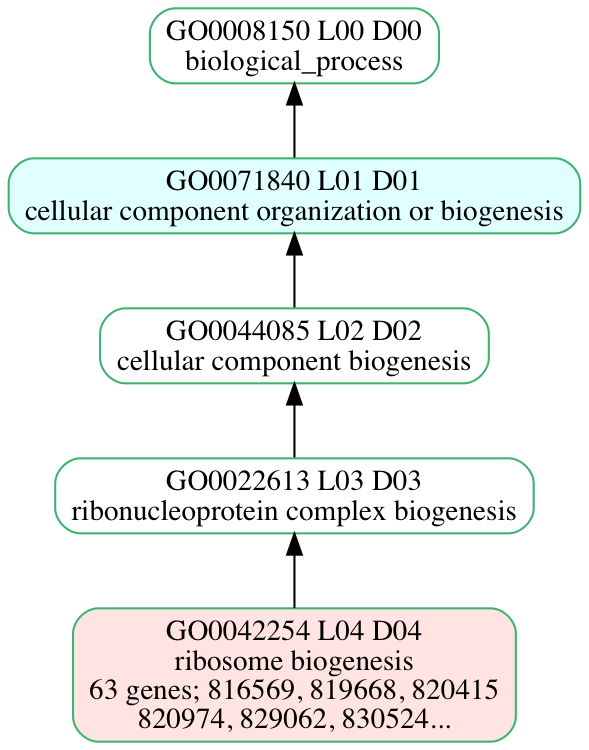 GO0008150 L00 D00
biological_process
GO0071840 L01 D01
cellular component organization or biogenesis
GO0044085 L02 D02
cellular component biogenesis
GO0022613 L03 D03
ribonucleoprotein complex biogenesis
GO0042254 L04 D04
ribosome biogenesis
63 genes; 816569, 819668, 820415
820974, 829062, 830524...